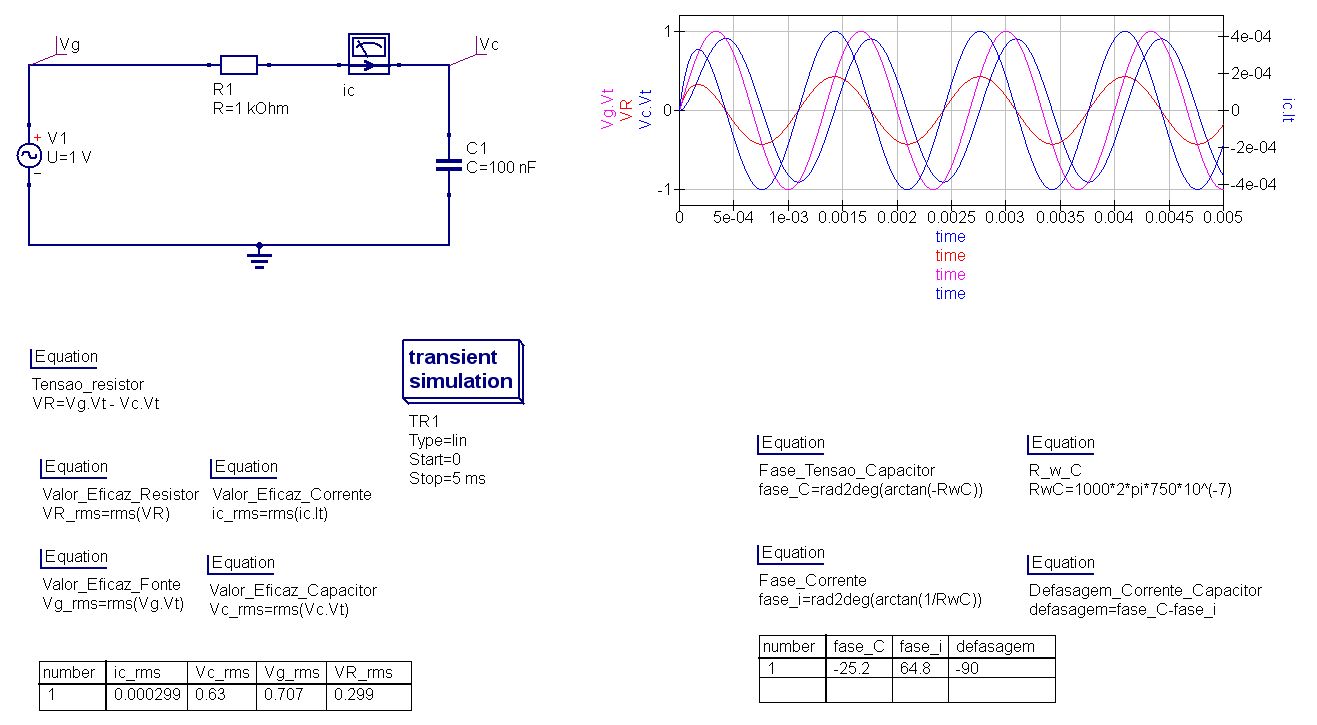 Vg
Vc
R1
R=1 kOhm
ic
+
V1
U=1 V
−
C1
C=100 nF
Vg.Vt
VR
Vc.Vt
1
0
-1
4e-04
2e-04
0
-2e-04
-4e-04
ic.It
0 5e-04 1e-03 0.0015 0.002 0.0025 0.003 0.0035 0.004 0.0045 0.005
time
time
time
time
Equation
Tensao_resistor
VR=Vg.Vt - Vc.Vt
transient
simulation
TR1
Type=lin
Start=0
Stop=5 ms
Equation
Valor_Eficaz_Resistor
VR_rms=rms(VR)
Equation
Valor_Eficaz_Corrente
ic_rms=rms(ic.It)
Equation
Valor_Eficaz_Fonte
Vg_rms=rms(Vg.Vt)
Equation
Valor_Eficaz_Capacitor
Vc_rms=rms(Vc.Vt)
Equation
Fase_Tensao_Capacitor
fase_C=rad2deg(arctan(-RwC))
Equation
R_w_C
RwC=1000*2*pi*750*10^(-7)
Equation
Fase_Corrente
fase_i=rad2deg(arctan(1/RwC))
Equation
Defasagem_Corrente_Capacitor
defasagem=fase_C-fase_i
number ic_rms Vc_rms Vg_rms VR_rms
1 0.000299 0.63 0.707 0.299
number fase_C fase_i defasagem
1 -25.2 64.8 -90